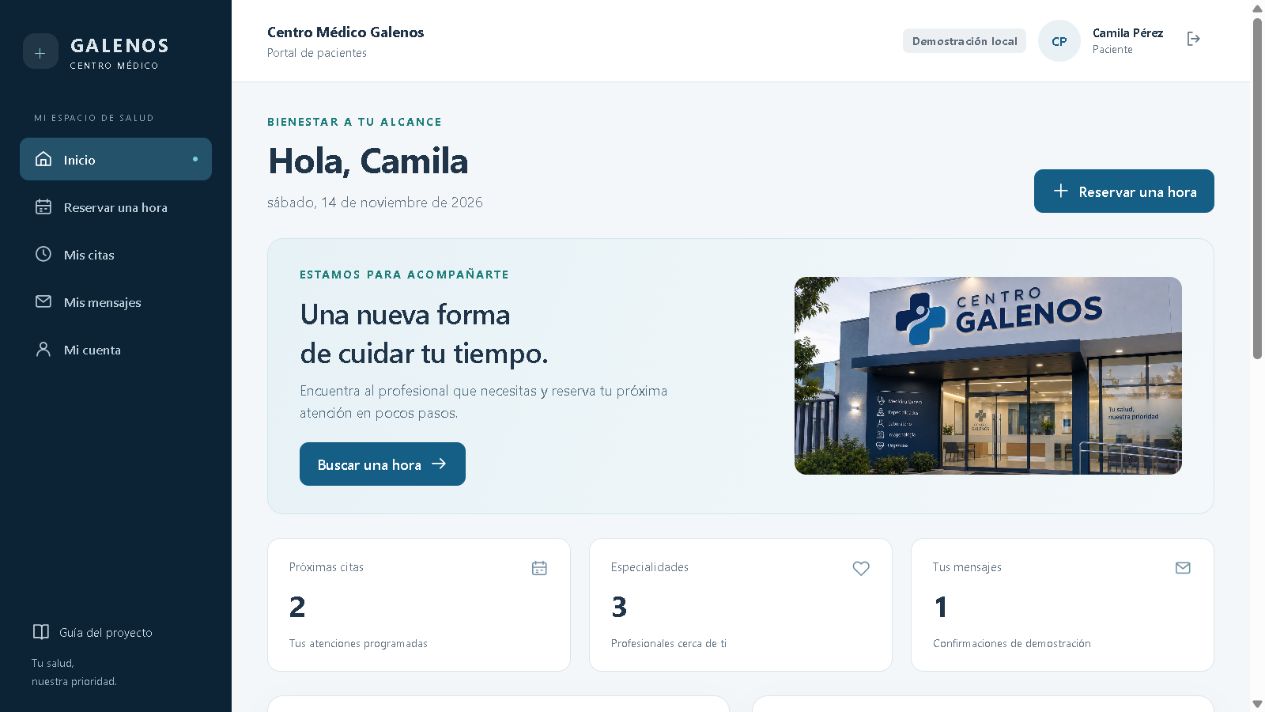 GALENOS
CENTRO MÉDICO
MI ESPACIO DE SALUD
Inicio
Reservar una hora
Mis citas
Mis mensajes
Mi cuenta
Guía del proyecto
Tu salud,
nuestra prioridad.
Centro Médico Galenos
Portal de pacientes
Demostración local
CP
Camila Pérez
Paciente
BIENESTAR A TU ALCANCE
Hola, Camila
sábado, 14 de noviembre de 2026
Reservar una hora
ESTAMOS PARA ACOMPAÑARTE
Una nueva forma
de cuidar tu tiempo.
Encuentra al profesional que necesitas y reserva tu próxima
atención en pocos pasos.
Buscar una hora
CENTRO
GALENOS
Tu salud,
nuestra prioridad
Próximas citas
2
Tus atenciones programadas
Especialidades
3
Profesionales cerca de ti
Tus mensajes
1
Confirmaciones de demostración